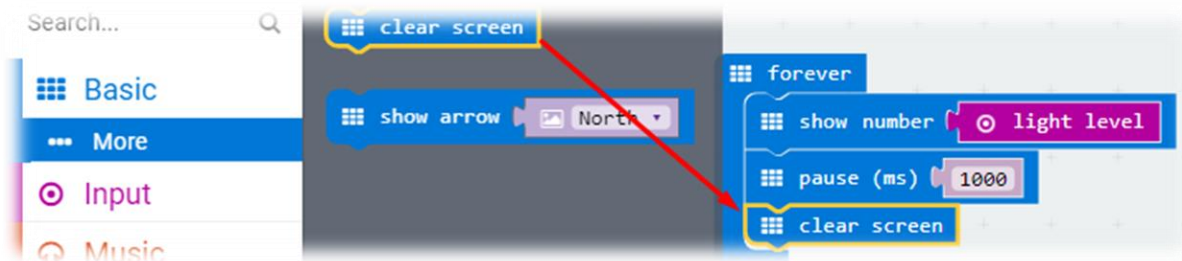 Search...
Basic
More
Input
Music
clear screen
show arrow North
forever
show number light level
pause (ms) 1000
clear screen